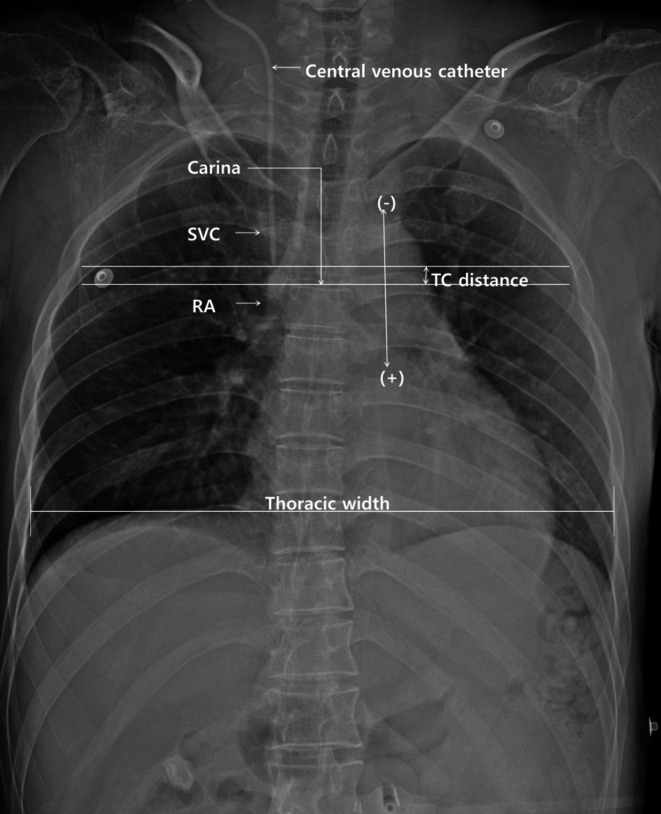 Central venous catheter
Carina
(-)
SVC
TC distance
RA
(+)
Thoracic width